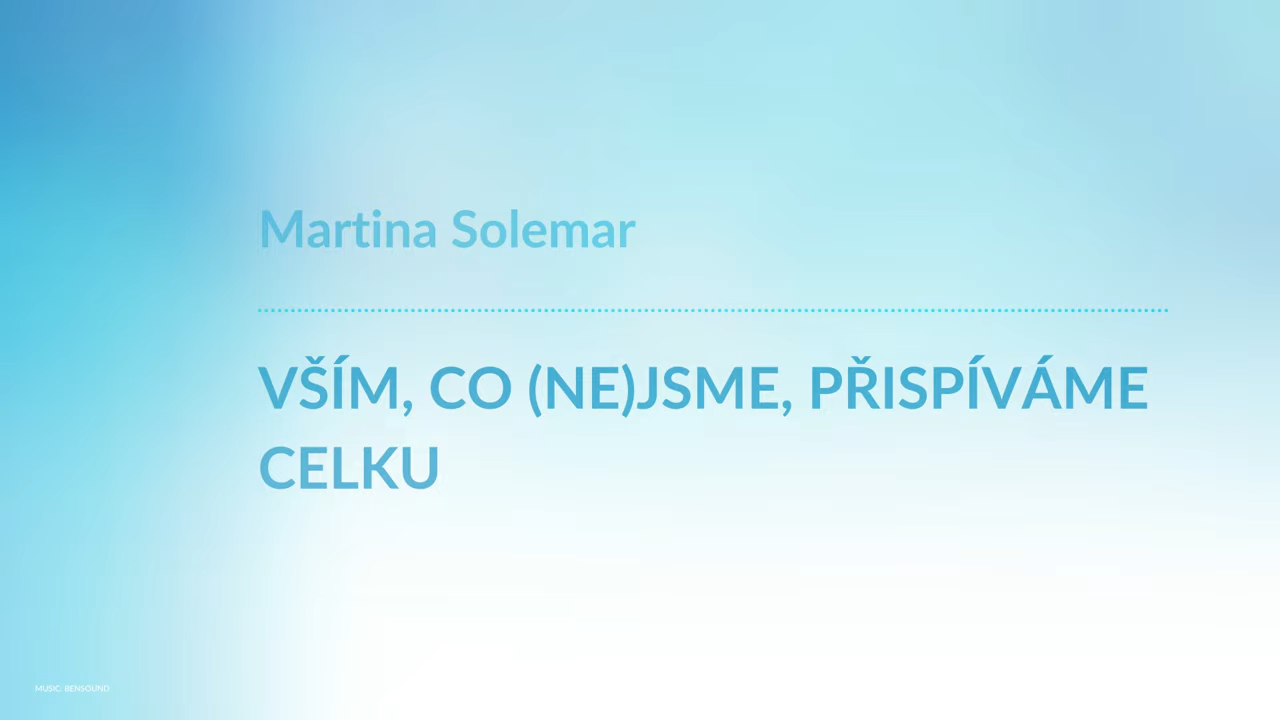 Martina Solemar
VŠÍM, CO (NE)JSME, PŘISPÍVÁME
CELKU
MUSIC: BENSOUND